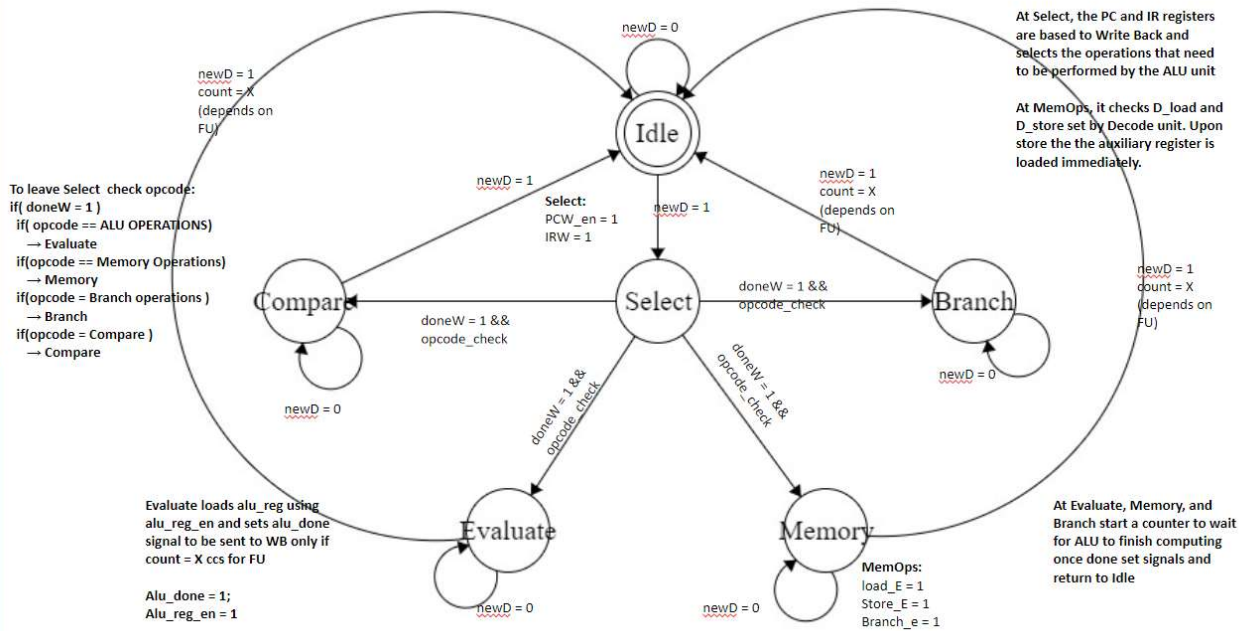 newD = 0
At Select, the PC and IR registers
are based to Write Back and
selects the operations that need
to be performed by the ALU unit
At MemOps, it checks D_load and
D_store set by Decode unit. Upon
store the the auxiliary register is
loaded immediately.
newD = 1
count = X
(depends on
FU)
Idle
To leave Select check opcode:
if( doneW = 1 )
if( opcode == ALU OPERATIONS)
→ Evaluate
if(opcode == Memory Operations)
→ Memory
if(opcode = Branch operations )
→ Branch
if(opcode = Compare )
→ Compare
newD = 1
Select:
PCW_en = 1
IRW = 1
newD = 1
newD = 1
count = X
(depends on
FU)
newD = 1
count = X
(depends on
FU)
Compare
Select
Branch
doneW = 1 &&
opcode_check
doneW = 1 &&
opcode_check
newD = 0
newD = 0
doneW = 1 &&
opcode_check
doneW = 1 &&
opcode_check
Evaluate loads alu_reg using
alu_reg_en and sets alu_done
signal to be sent to WB only if
count = X ccs for FU
Alu_done = 1;
Alu_reg_en = 1
Evaluate
newD = 0
Memory
newD = 0
MemOps:
load_E = 1
Store_E = 1
Branch_e = 1
At Evaluate, Memory, and
Branch start a counter to wait
for ALU to finish computing
once done set signals and
return to Idle